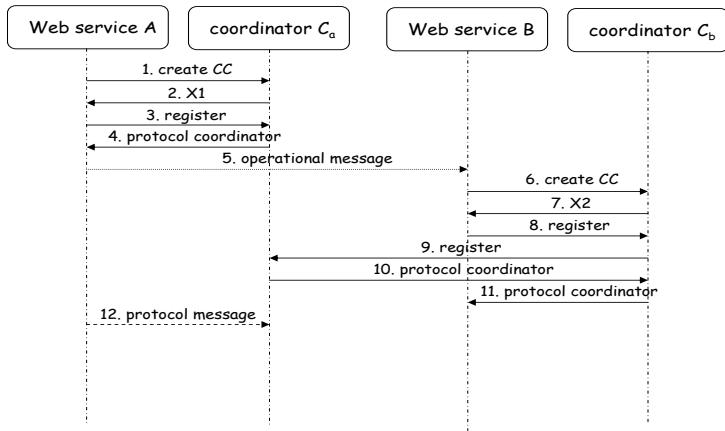 Web service A
coordinator Ca
Web service B
coordinator Cb
1. create CC
2. X1
3. register
4. protocol coordinator
5. operational message
6. create CC
7. X2
8. register
9. register
10. protocol coordinator
11. protocol coordinator
12. protocol message